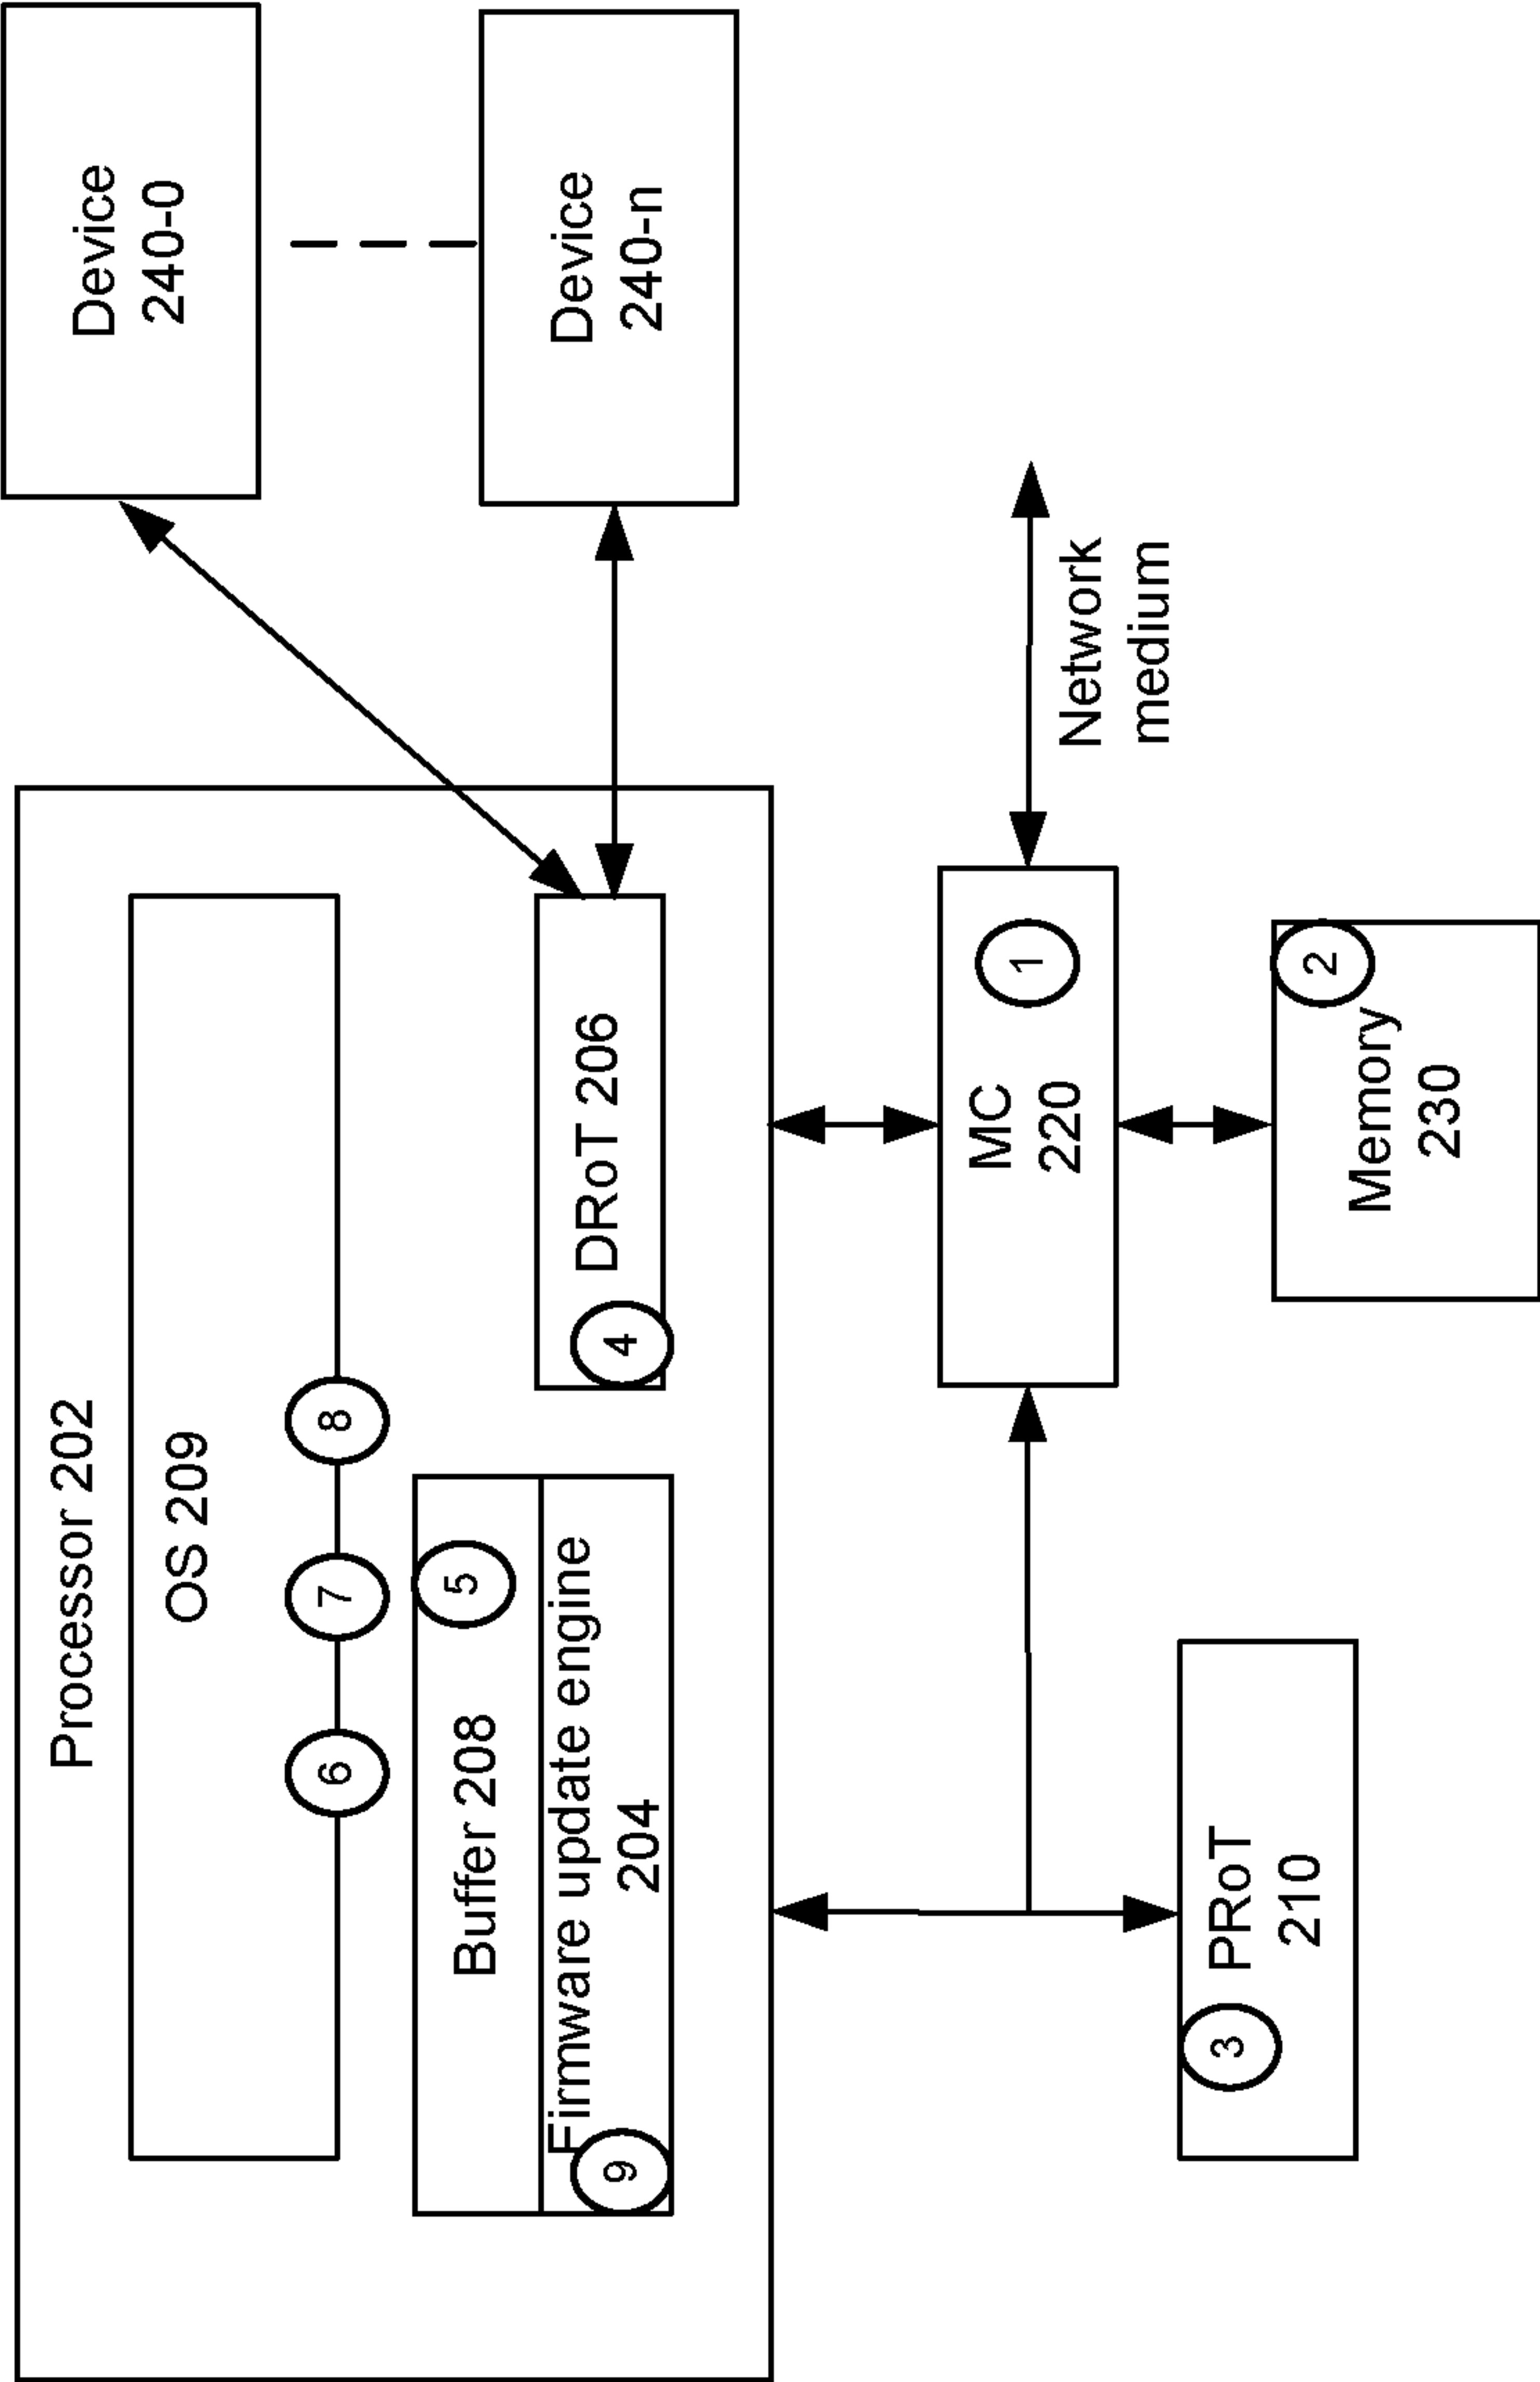 Processor 202
OS 209
6
7
8
Buffer 208
5
Firmware update engine
204
9
4
DRoT 206
Device
240-0
Device
240-n
MC
220
1
Network
medium
3
PRoT
210
Memory
230
2